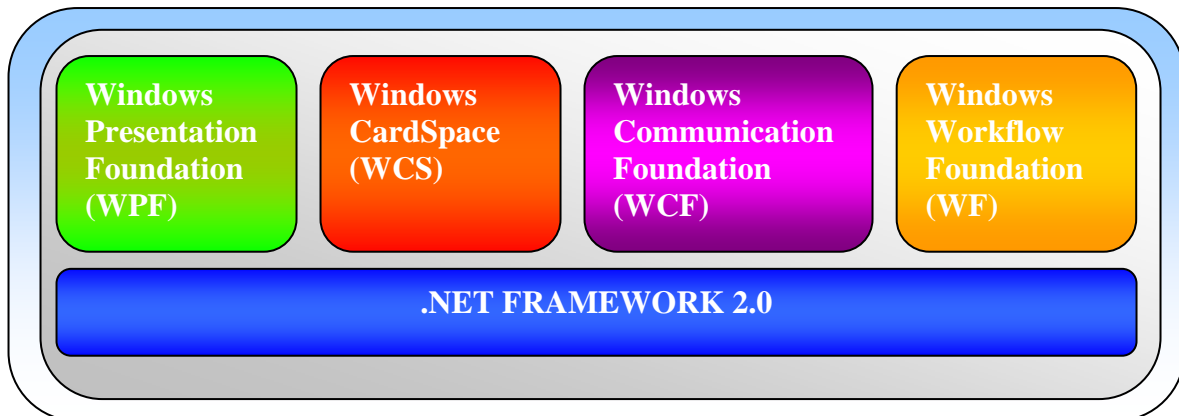 Windows
Presentation
Foundation
(WPF)
Windows
CardSpace
(WCS)
Windows
Communication
Foundation
(WCF)
Windows
Workflow
Foundation
(WF)
.NET FRAMEWORK 2.0